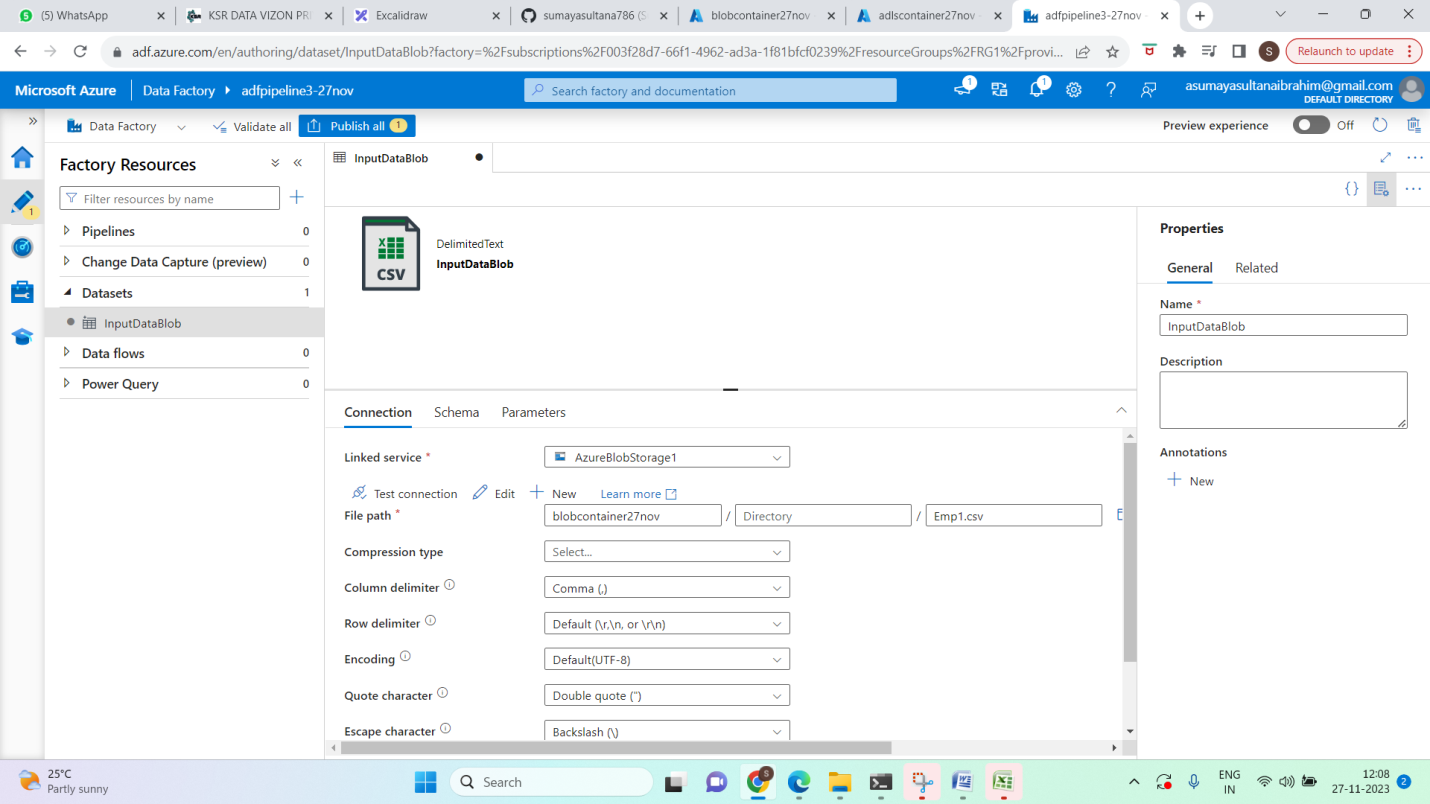 (5) WhatsApp
KSR DATA VIZON PR
Excalidraw
sumayasultana786 (S
blobcontainer27nov
adlscontainer27nov
adfpipeline3-27nov
adf.azure.com/en/authoring/dataset/InputDataBlob?factory=%2Fsubscriptions%2F003f28d7-66f1-4962-ad3a-1f81bfcf0239%2FresourceGroups%2FRG1%2Fprovi...
S
Relaunch to update
Microsoft Azure
Data Factory
adfpipeline3-27nov
Search factory and documentation
1
1
asumayasultanaibrahim@gmail.com
DEFAULT DIRECTORY
Data Factory
Validate all
Publish all 1
Preview experience
Off
Factory Resources
Filter resources by name
1
Pipelines 0
Change Data Capture (preview) 0
Datasets 1
InputDataBlob
Data flows 0
Power Query 0
InputDataBlob
CSV
DelimitedText
InputDataBlob
Connection Schema Parameters
Linked service *
AzureBlobStorage1
Test connection Edit New Learn more
File path *
blobcontainer27nov / Directory / Emp1.csv
Compression type
Select...
Column delimiter
Comma (,)
Row delimiter
Default (\r,\n, or \r\n)
Encoding
Default(UTF-8)
Quote character
Double quote (")
Escape character
Backslash (\)
Properties
General Related
Name *
InputDataBlob
Description
Annotations
New
25°C
Partly sunny
Search
S
ENG
IN
12:08
27-11-2023
2